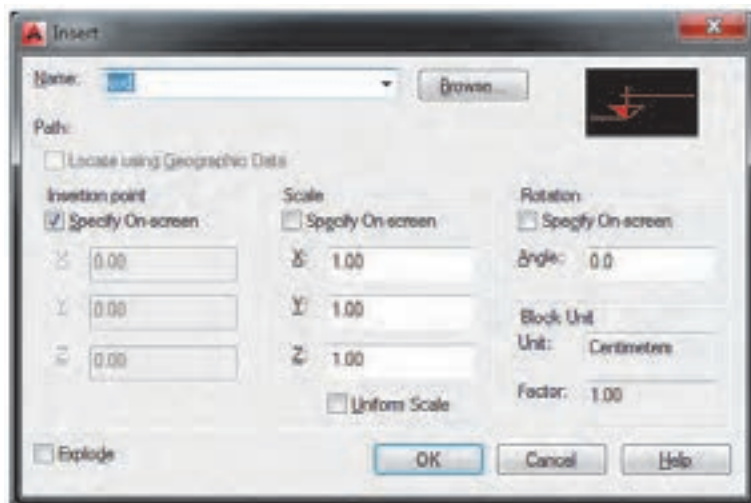 Insert
Name:
Browse...
Path:
Locate using Geographic Data
Insertion point
Specify On-screen
X: 0.00
Y: 0.00
Z: 0.00
Scale
Specify On-screen
X: 1.00
Y: 1.00
Z: 1.00
Uniform Scale
Rotation
Specify On-screen
Angle: 0.0
Block Unit
Unit: Centimeters
Factor: 1.00
Explode
OK
Cancel
Help